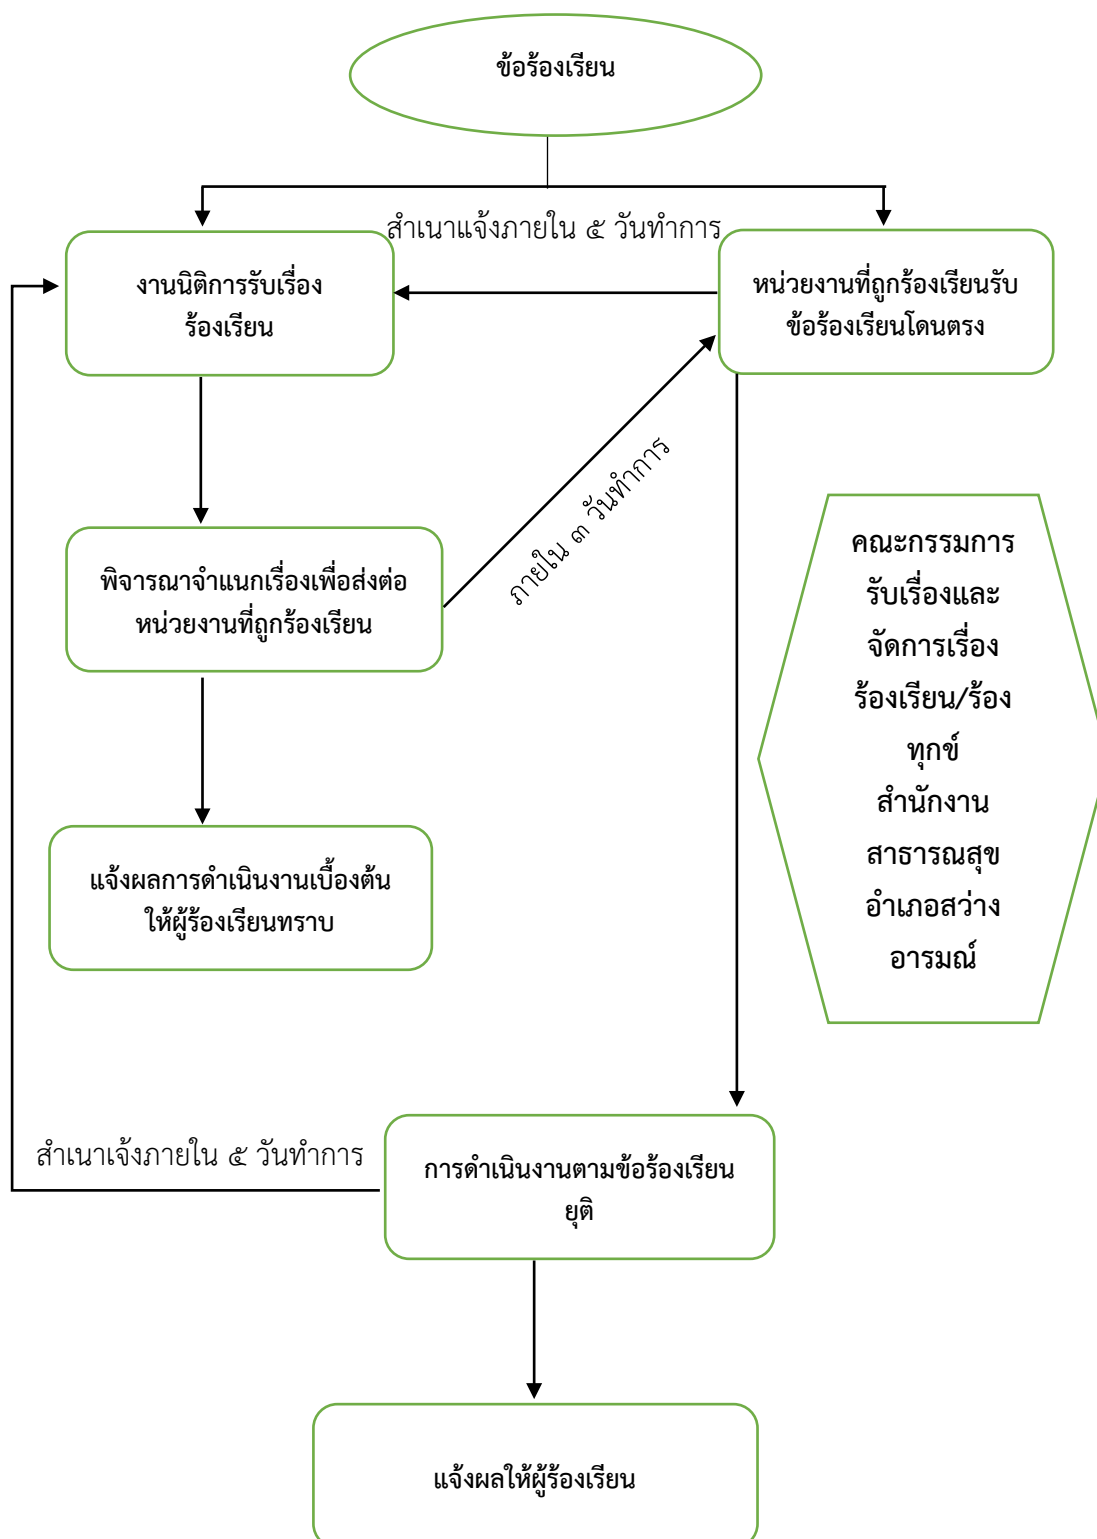 ข้อร้องเรียน
สำเนาแจ้งภายใน ๕ วันทำการ
งานนิติการรับเรื่อง
ร้องเรียน
หน่วยงานที่ถูกร้องเรียนรับ
ข้อร้องเรียนโดนตรง
ภายใน ๓ วันทำการ
พิจารณาจำแนกเรื่องเพื่อส่งต่อ
หน่วยงานที่ถูกร้องเรียน
คณะกรรมการ
รับเรื่องและ
จัดการเรื่อง
ร้องเรียน/ร้อง
ทุกข์
สำนักงาน
สาธารณสุข
อำเภอสว่าง
อารมณ์
แจ้งผลการดำเนินงานเบื้องต้น
ให้ผู้ร้องเรียนทราบ
สำเนาเจ้งภายใน ๕ วันทำการ
การดำเนินงานตามข้อร้องเรียน
ยุติ
แจ้งผลให้ผู้ร้องเรียน